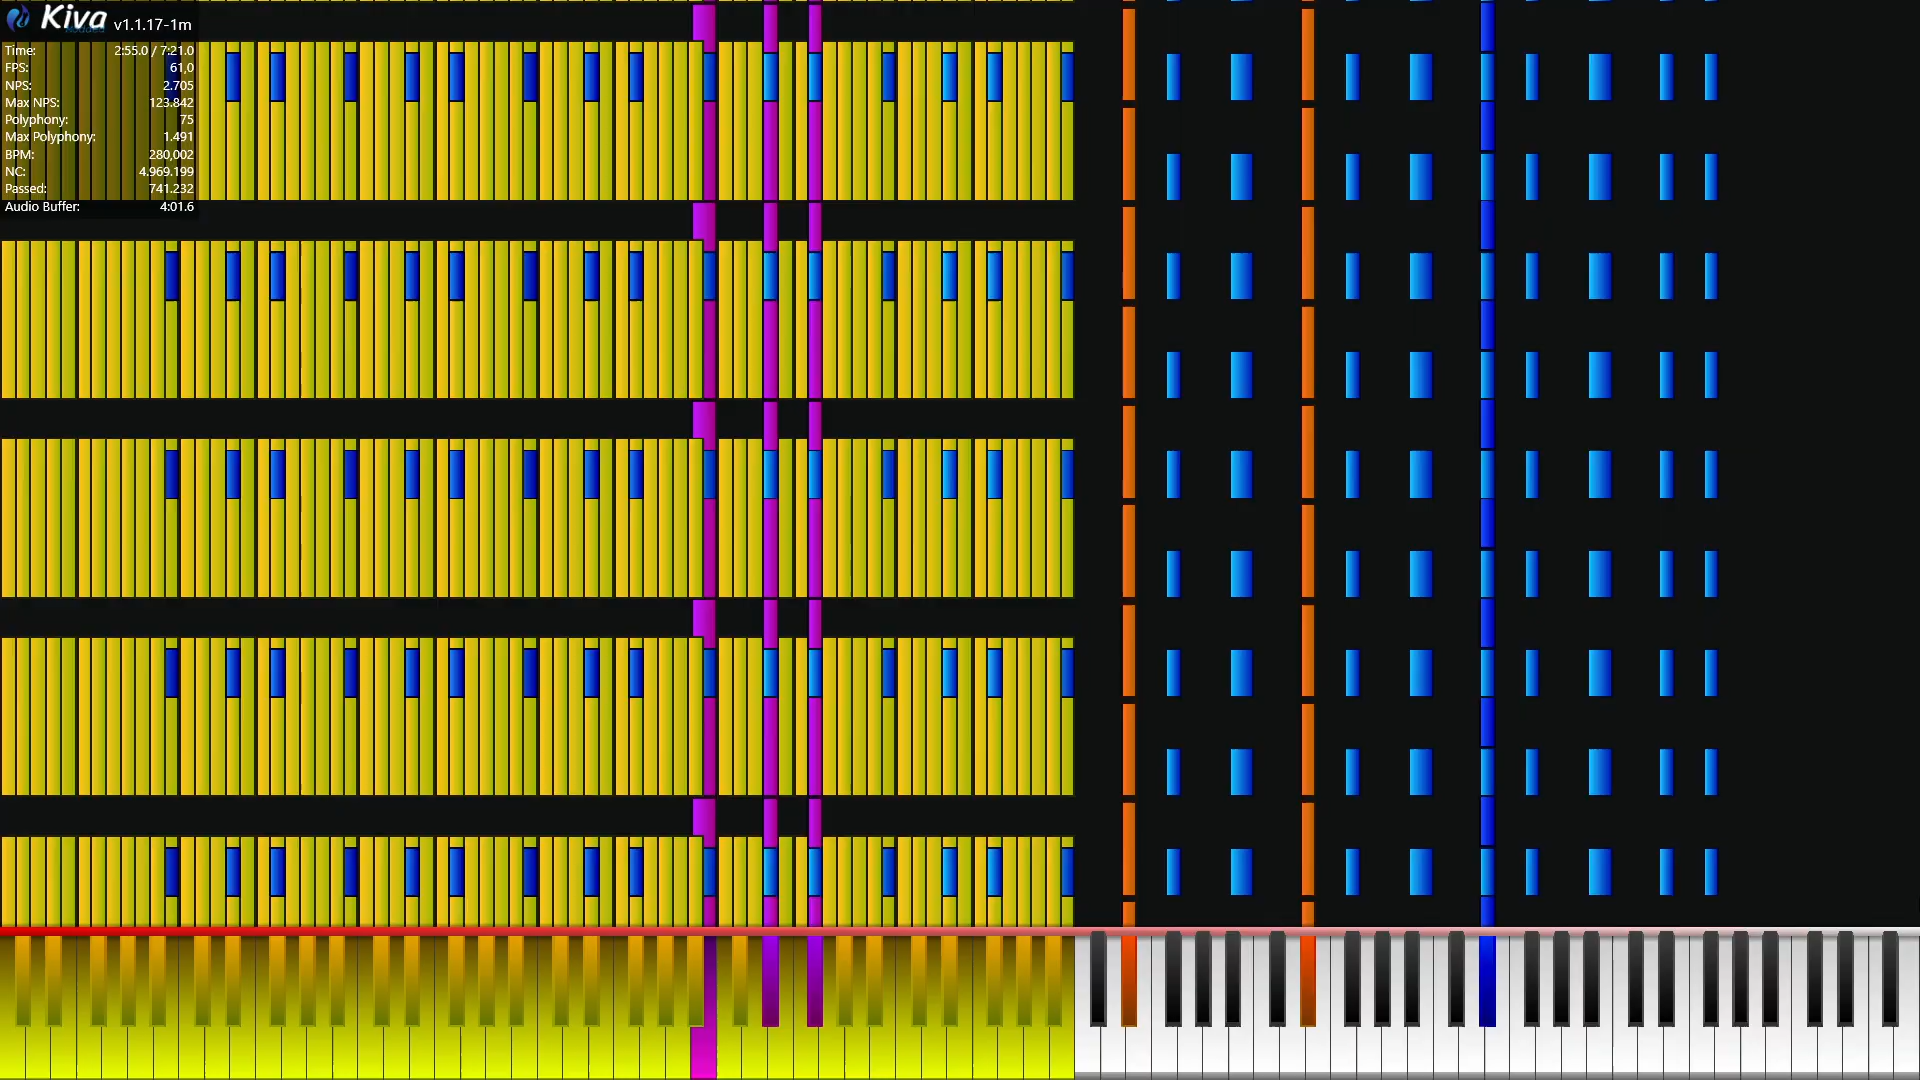 Kiva v1.1.17-1m
Time: 2:55.0 / 7:21.0
FPS: 61,0
NPS: 2.705
Max NPS: 123.842
Polyphony: 75
Max Polyphony: 1.491
BPM: 280,002
NC: 4.969.199
Passed: 741.232
Audio Buffer: 4:01.6